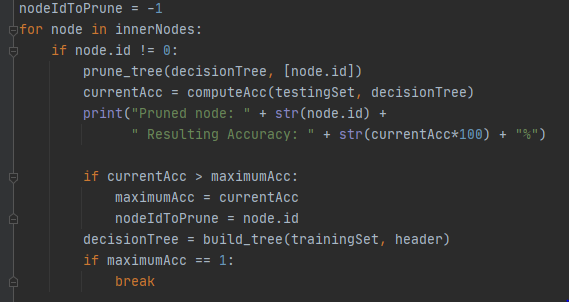 nodeIdToPrune = -1
for node in innerNodes:
    if node.id != 0:
        prune_tree(decisionTree, [node.id])
        currentAcc = computeAcc(testingSet, decisionTree)
        print("Pruned node: " + str(node.id) +
              " Resulting Accuracy: " + str(currentAcc*100) + "%")

        if currentAcc > maximumAcc:
            maximumAcc = currentAcc
            nodeIdToPrune = node.id
        decisionTree = build_tree(trainingSet, header)
        if maximumAcc == 1:
            break